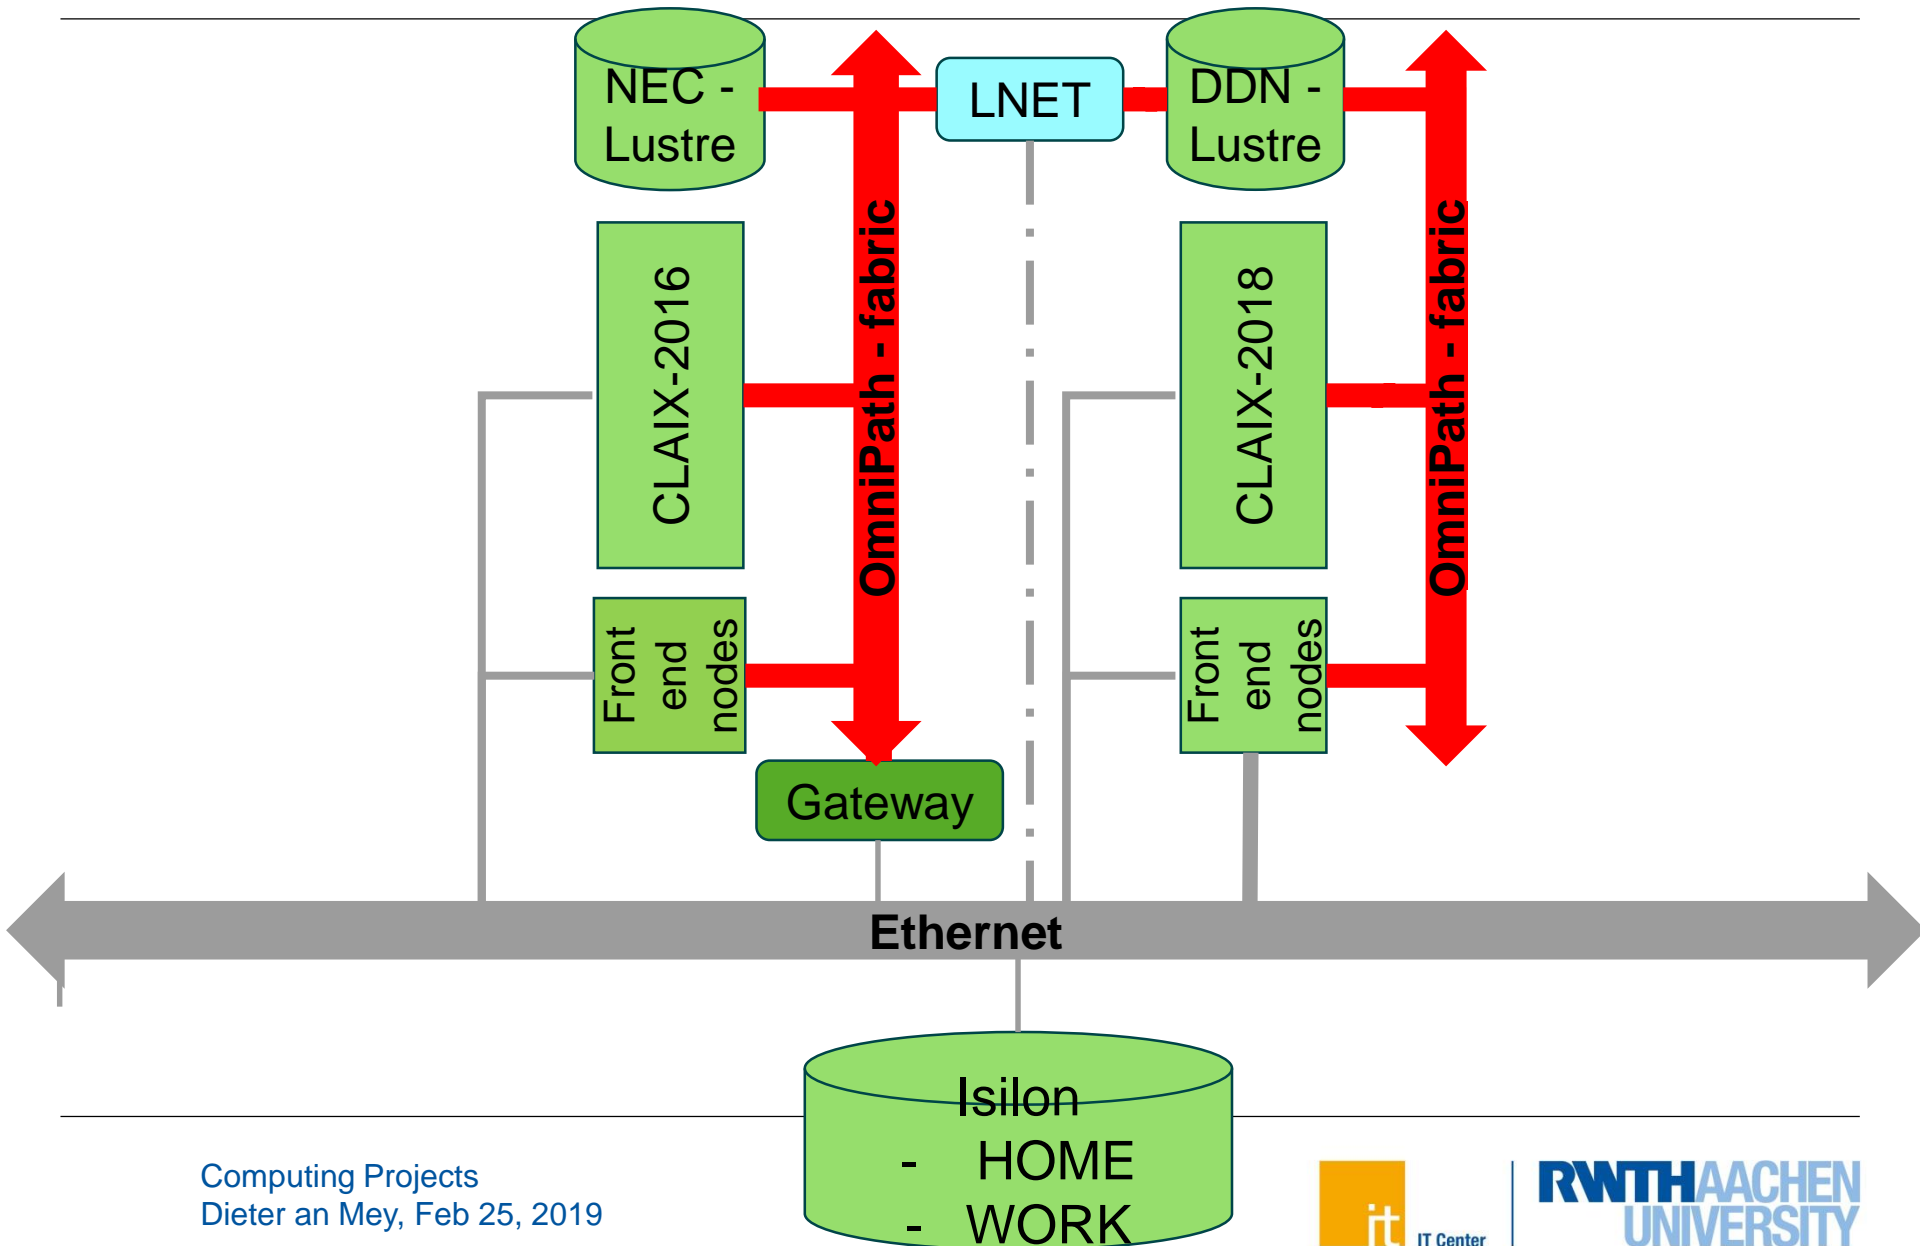 NEC -
Lustre
LNET
DDN -
Lustre
CLAIX-2016
OmniPath - fabric
CLAIX-2018
OmniPath - fabric
Front
end
nodes
Front
end
nodes
Gateway
Ethernet
Isilon
- HOME
- WORK
Computing Projects
Dieter an Mey, Feb 25, 2019
it
IT Center
RWTHAACHEN
UNIVERSITY